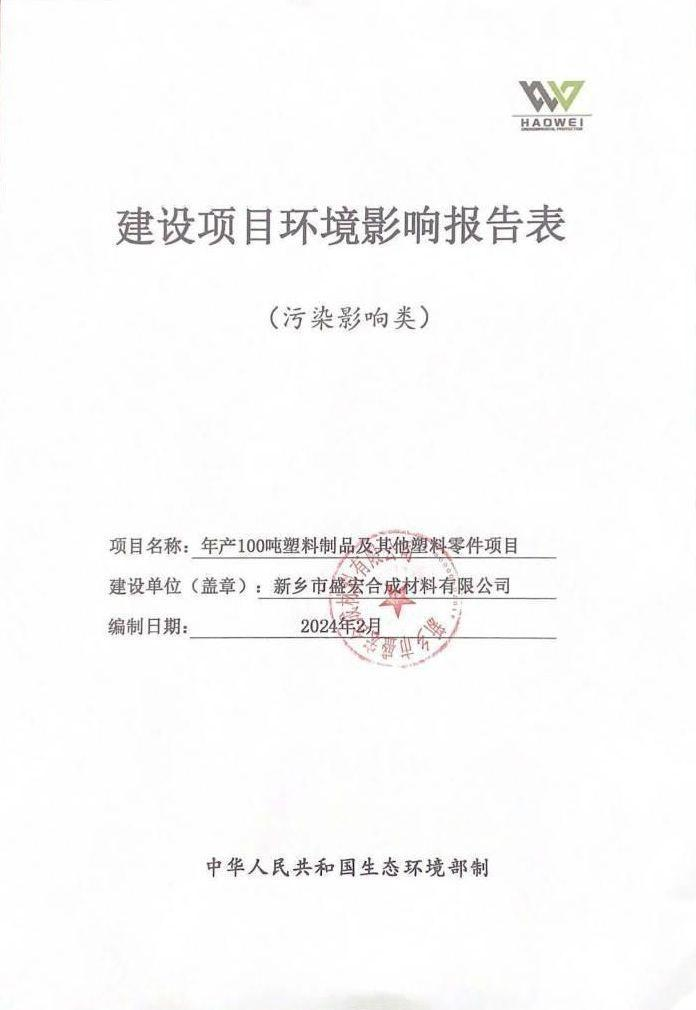 HAOWEI
ENVIRONMENTAL PROTECTION
建设项目环境影响报告表
（污染影响类）
项目名称：年产100吨塑料制品及其他塑料零件项目
建设单位（盖章）：新乡市盛宏合成材料有限公司
编制日期：2024年2月
中华人民共和国生态环境部制